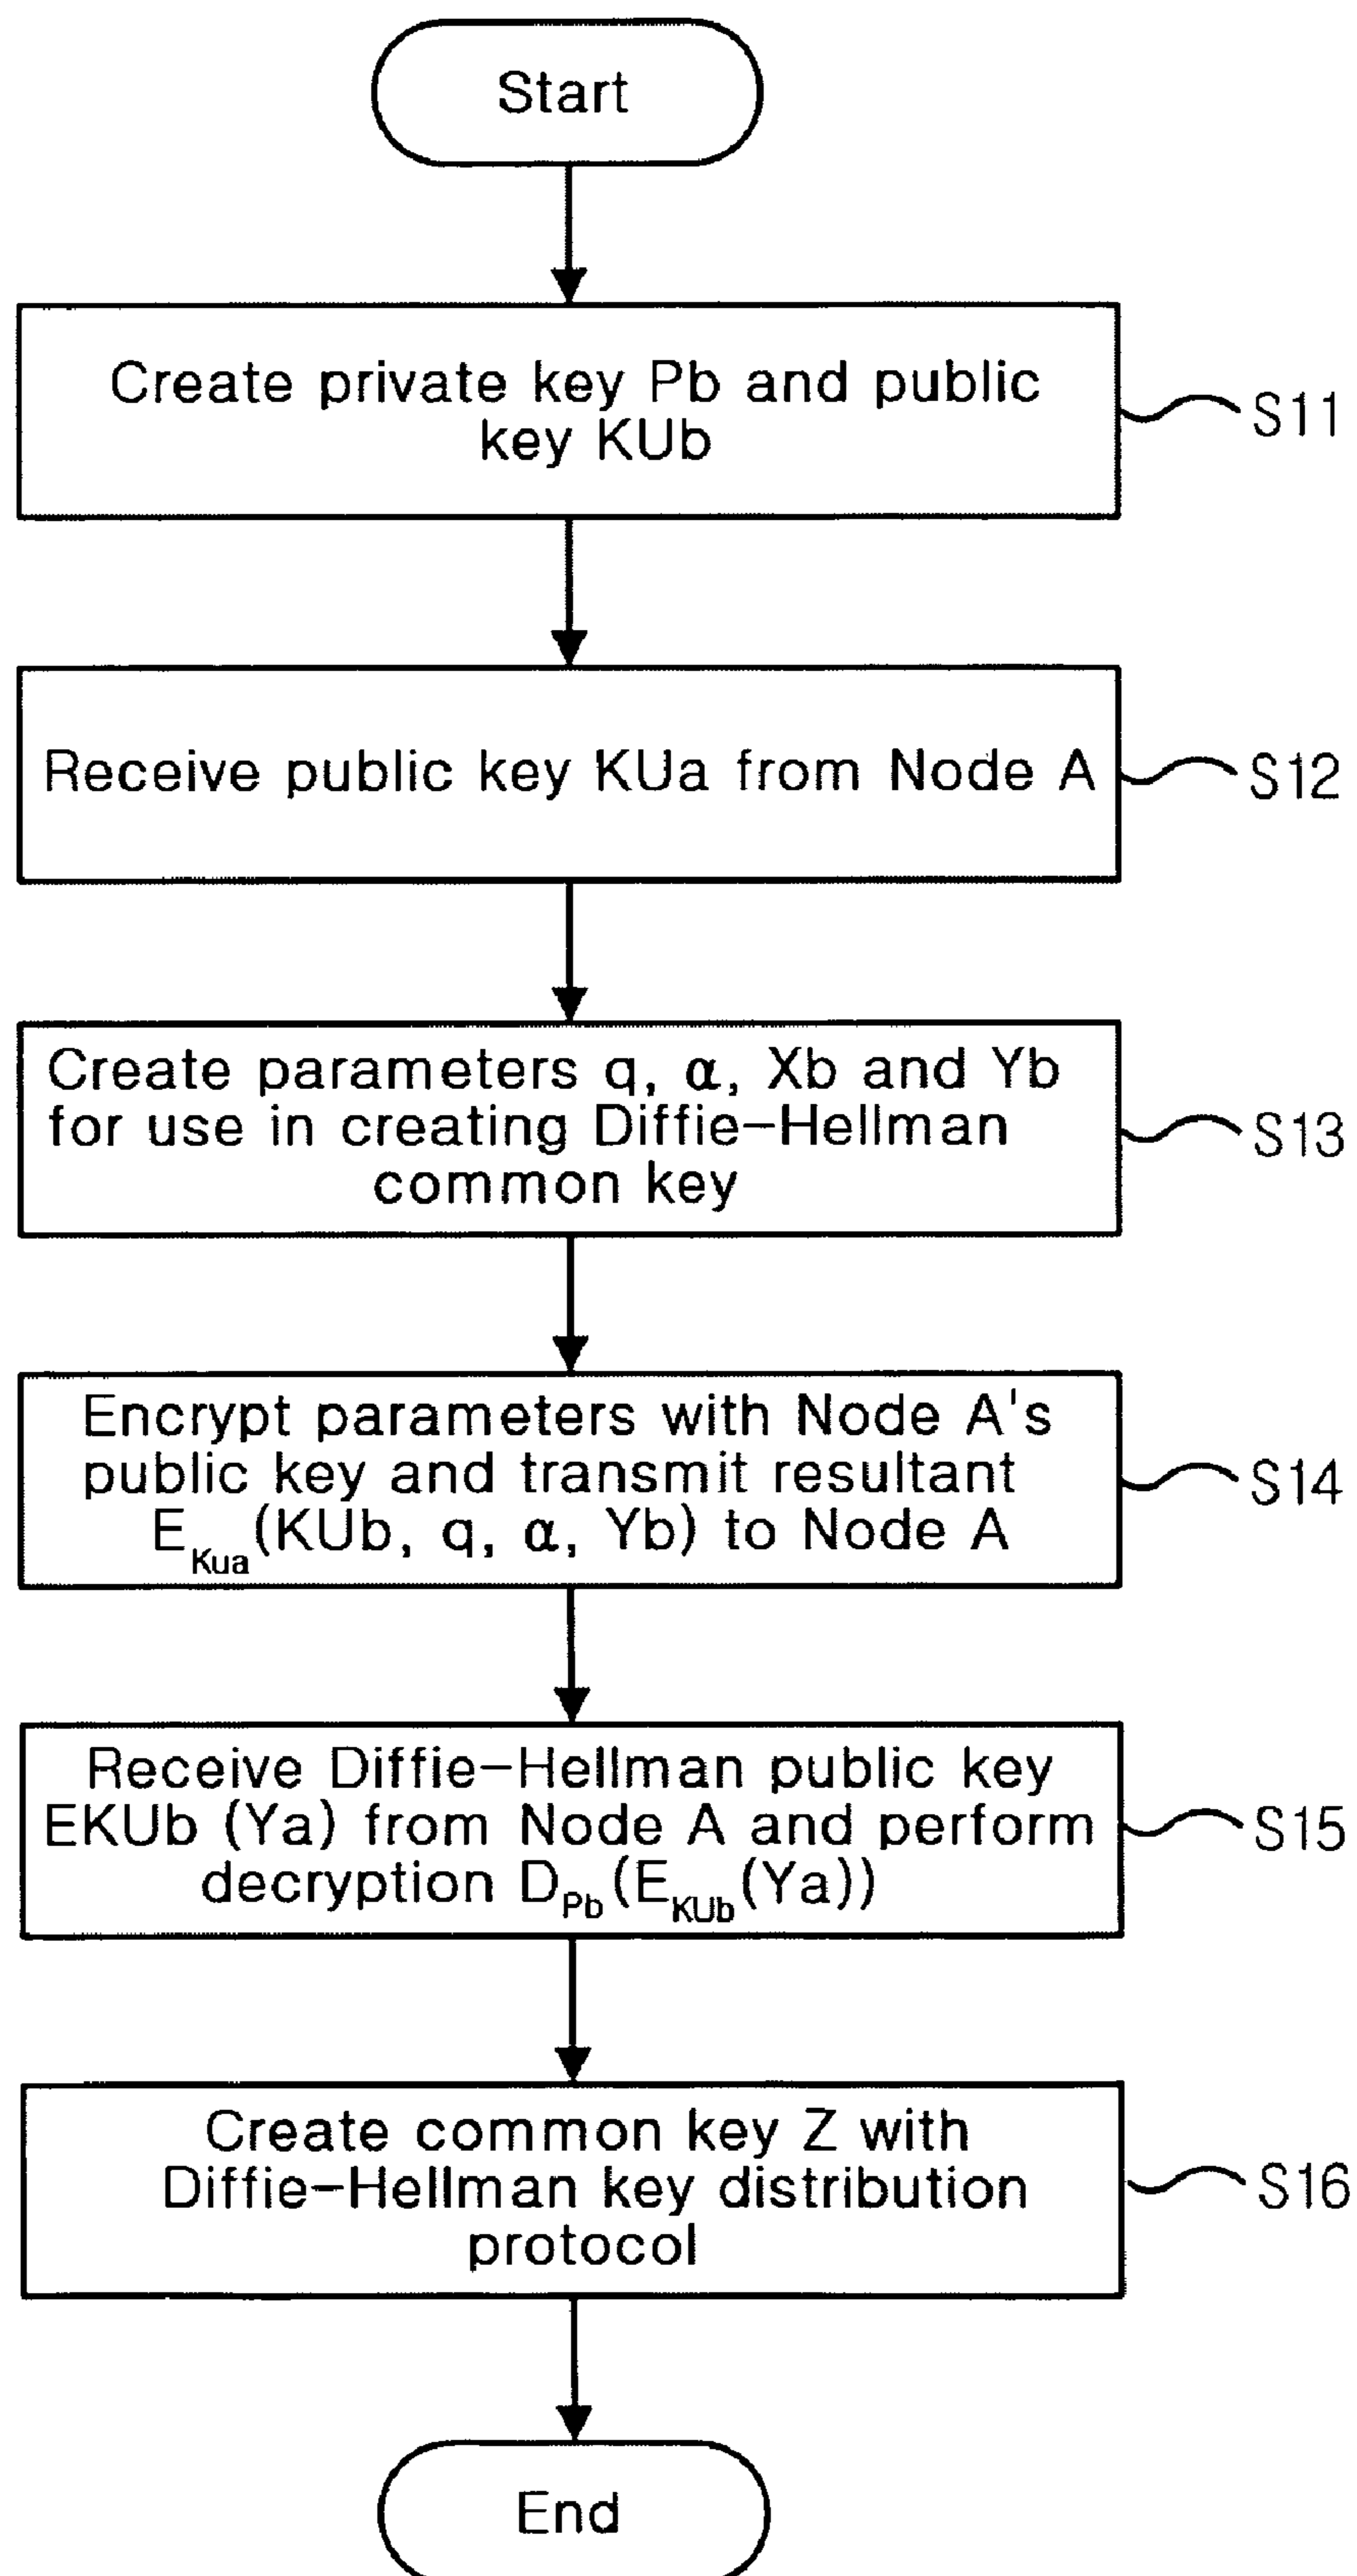 Start
Create private key Pb and public
key KUb
S11
Receive public key KUa from Node A
S12
Create parameters q, α, Xb and Yb
for use in creating Diffie-Hellman
common key
S13
Encrypt parameters with Node A's
public key and transmit resultant
E_Kua(KUb, q, α, Yb) to Node A
S14
Receive Diffie-Hellman public key
EKUb (Ya) from Node A and perform
decryption D_Pb(E_KUb(Ya))
S15
Create common key Z with
Diffie-Hellman key distribution
protocol
S16
End